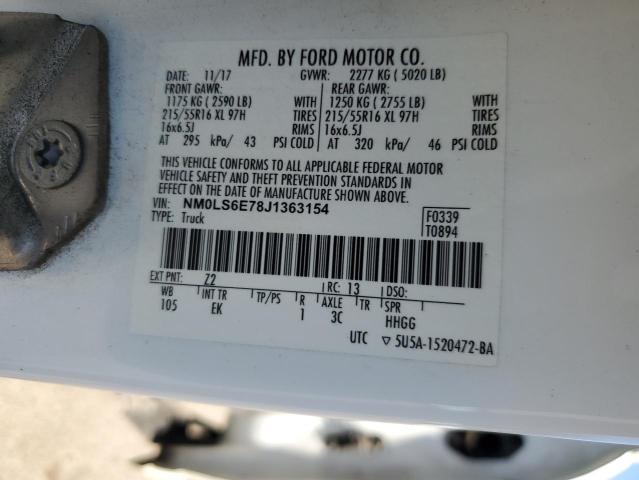 MFD. BY FORD MOTOR CO.
DATE: 11/17 GVWR: 2277 KG ( 5020 LB)
FRONT GAWR: REAR GAWR:
1175 KG ( 2590 LB) WITH 1250 KG ( 2755 LB) WITH
215/55R16 XL 97H TIRES 215/55R16 XL 97H TIRES
16x6.5J RIMS 16x6.5J RIMS
AT 295 kPa/ 43 PSI COLD AT 320 kPa/ 46 PSI COLD
THIS VEHICLE CONFORMS TO ALL APPLICABLE FEDERAL MOTOR
VEHICLE SAFETY AND THEFT PREVENTION STANDARDS IN
EFFECT ON THE DATE OF MANUFACTURE SHOWN ABOVE.
VIN: NM0LS6E78J1363154 F0339
TYPE: Truck T0894
EXT PNT: Z2 RC: 13 DSO:
WB INT TR TP/PS R AXLE TR SPR
105 EK 1 3C HHGG
UTC ▽ 5U5A-1520472-BA